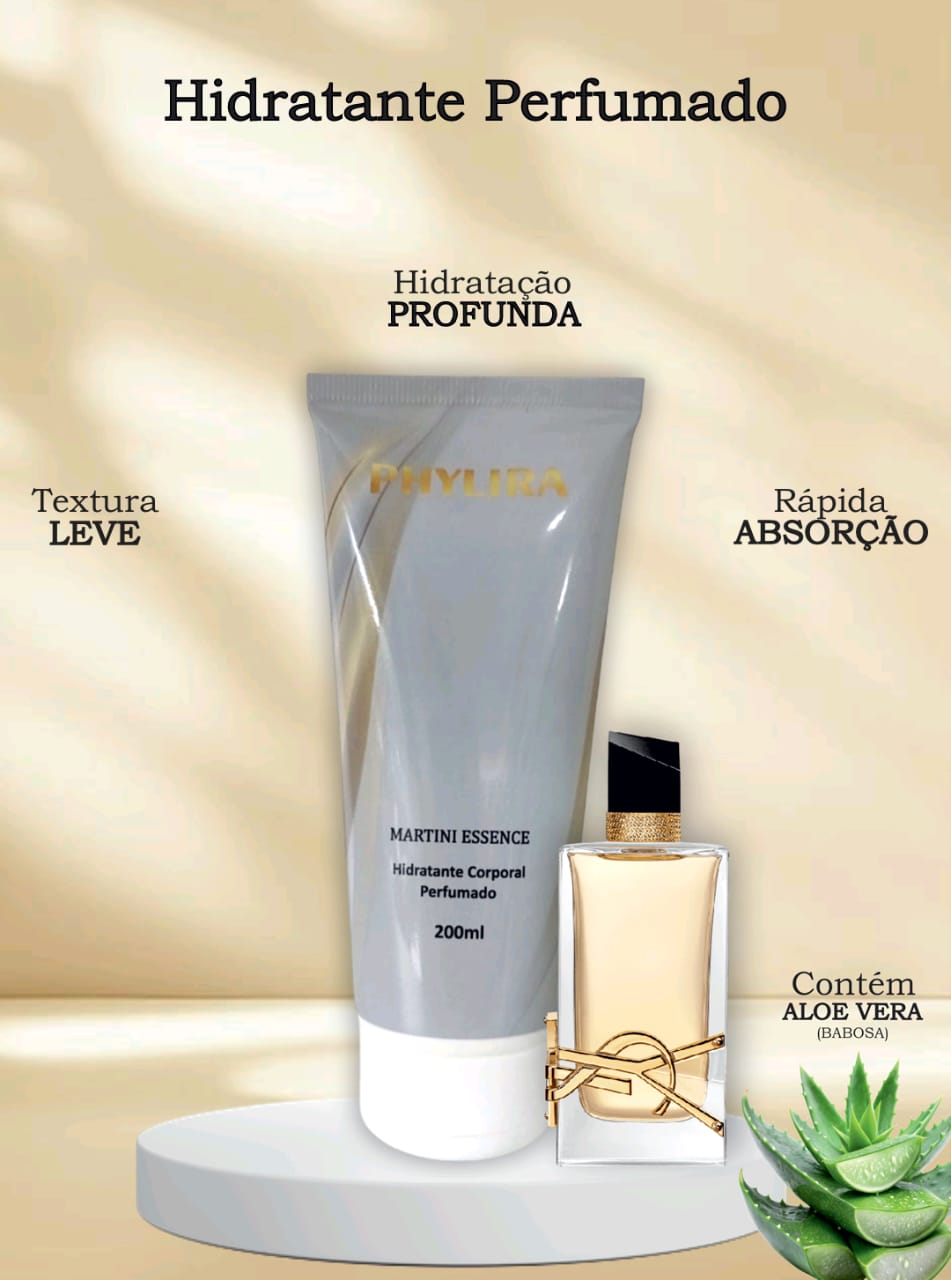 Hidratante Perfumado
Hidratação
PROFUNDA
Textura
LEVE
Rápida
ABSORÇÃO
PHYLIRA
MARTINI ESSENCE
Hidratante Corporal
Perfumado
200ml
Contém
ALOE VERA
(BABOSA)